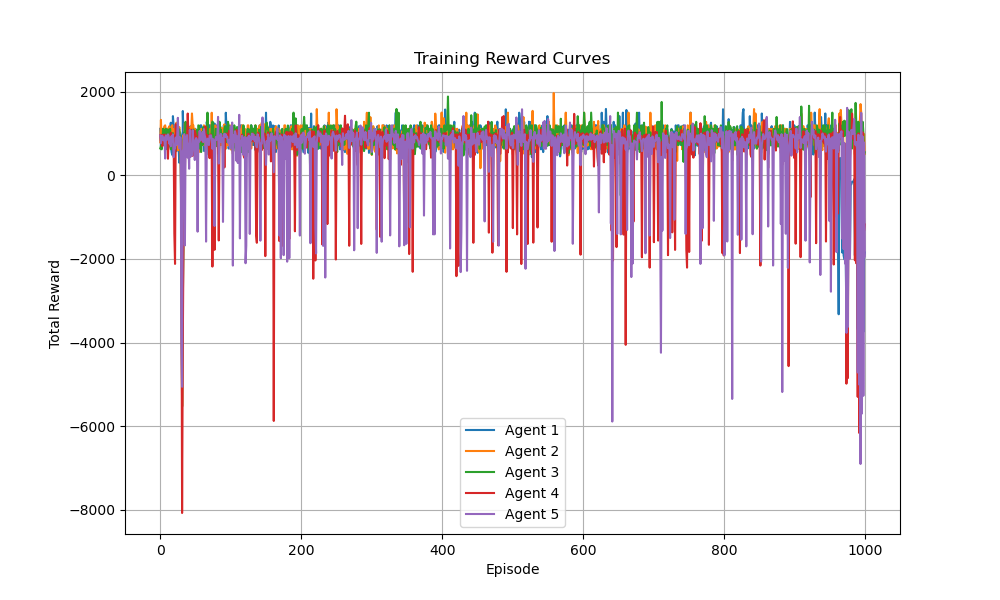 Training Reward Curves
Total Reward
2000
0
−2000
−4000
−6000
−8000
Agent 1
Agent 2
Agent 3
Agent 4
Agent 5
0 200 400 600 800 1000
Episode